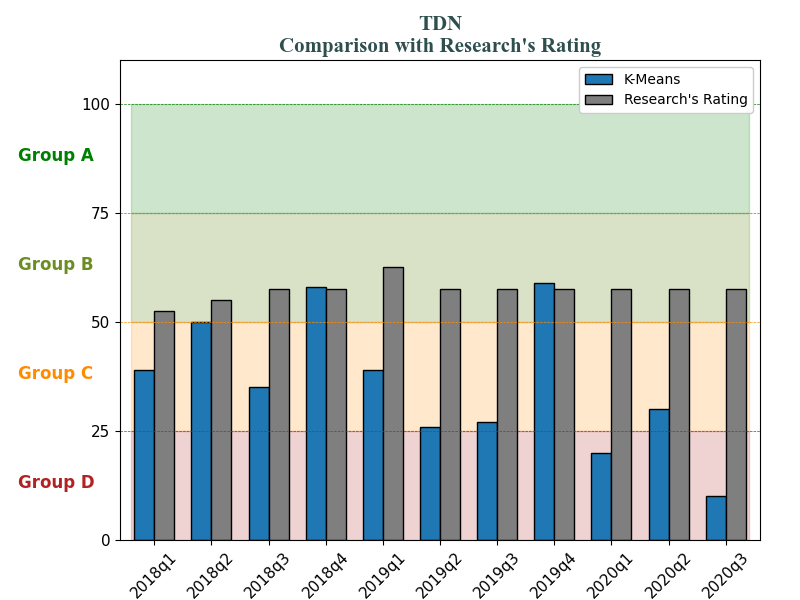 TDN
Comparison with Research's Rating
K-Means
Research's Rating
100
Group A
75
Group B
50
Group C
25
Group D
0
2018q1
2018q2
2018q3
2018q4
2019q1
2019q2
2019q3
2019q4
2020q1
2020q2
2020q3